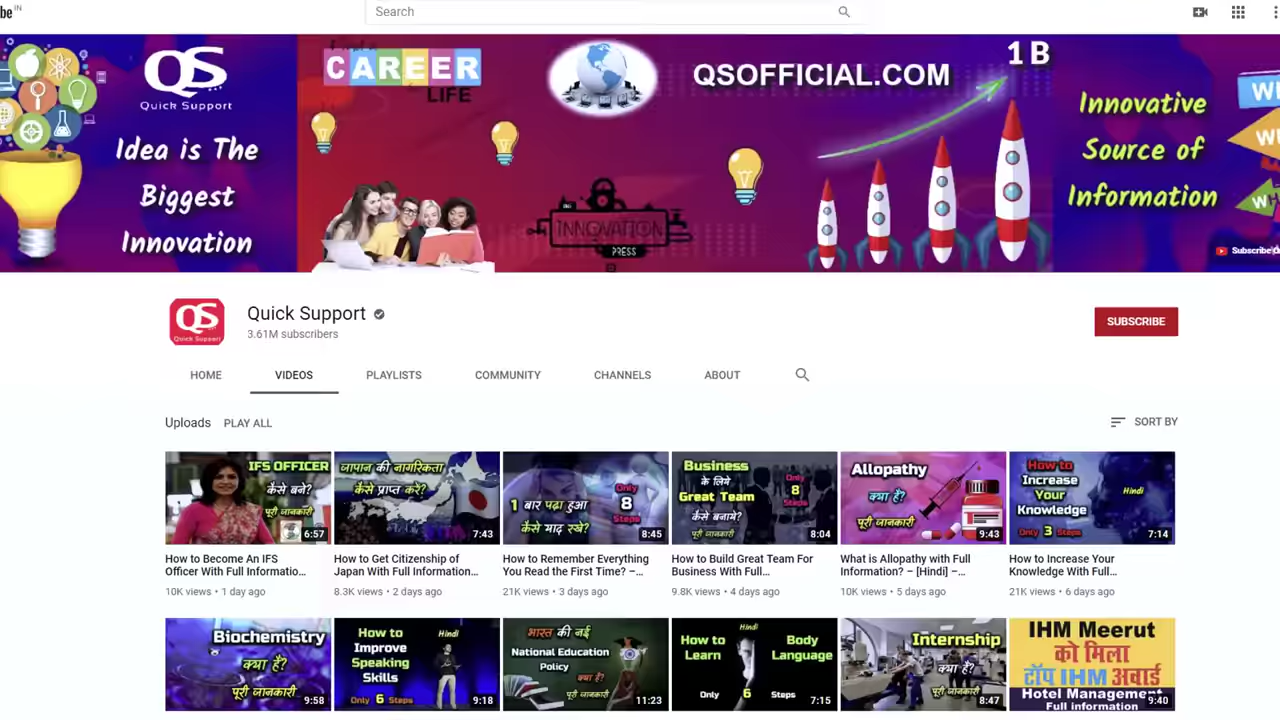 be IN
Search
QS
Quick Support
Idea is The
Biggest
Innovation
CAREER
LIFE
INNOVATION
PRESS
QSOFFICIAL.COM
1 B
Innovative
Source of
Information
Subscribe
QS
Quick Support
Quick Support
3.61M subscribers
SUBSCRIBE
HOME VIDEOS PLAYLISTS COMMUNITY CHANNELS ABOUT
Uploads PLAY ALL
SORT BY
IFS OFFICER
कैसे बने?
पूरी जानकारी
6:57
जापान की नागरिकता
कैसे प्राप्त करे?
7:43
1 बार पढ़ा हुआ
कैसे याद रखे?
Only
8
Steps
8:45
Business
के लिये
Great Team
कैसे बनाये?
पूरी जानकारी
Only
8
Steps
8:04
Allopathy
क्या है?
पूरी जानकारी
9:43
How to
Increase
Your
Knowledge
Only 3 Steps
Hindi
7:14
How to Become An IFS
Officer With Full Informatio...
10K views • 1 day ago
How to Get Citizenship of
Japan With Full Information...
8.3K views • 2 days ago
How to Remember Everything
You Read the First Time? –...
21K views • 3 days ago
How to Build Great Team For
Business With Full...
9.8K views • 4 days ago
What is Allopathy with Full
Information? – [Hindi] –...
10K views • 5 days ago
How to Increase Your
Knowledge With Full...
21K views • 6 days ago
Biochemistry
क्या है?
पूरी जानकारी
9:58
How to
Improve
Speaking
Skills
Only 6 Steps
Hindi
9:18
भारत की नई
National Education
Policy
क्या है?
पूरी जानकारी
11:23
Hindi
How to
Learn
Body
Language
Only 6 Steps
7:15
Internship
क्या है?
पूरी जानकारी
8:47
IHM Meerut
को मिला
टॉप IHM अवार्ड
Hotel Management
Full information
9:40